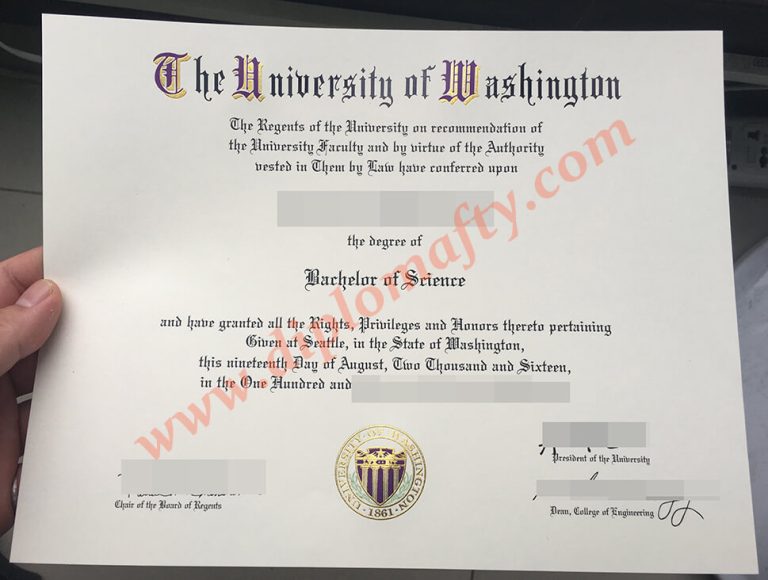 The University of Washington
The Regents of the University on recommendation of
the University Faculty and by virtue of the Authority
vested in Them by Law have conferred upon
the degree of
Bachelor of Science
and have granted all the Rights, Privileges and Honors thereto pertaining
Given at Seattle, in the State of Washington,
this nineteenth Day of August, Two Thousand and Sixteen,
in the One Hundred and
www.diplomafty.com
UNIVERSITY·OF·WASHINGTON
·1861·
Chair of the Board of Regents
President of the University
Dean, College of Engineering